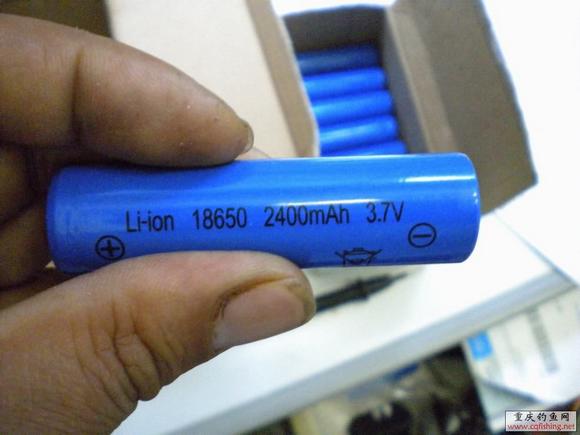 Li-ion 18650 2400mAh 3.7V
+ −
重庆钓鱼网
www.cqfishing.net